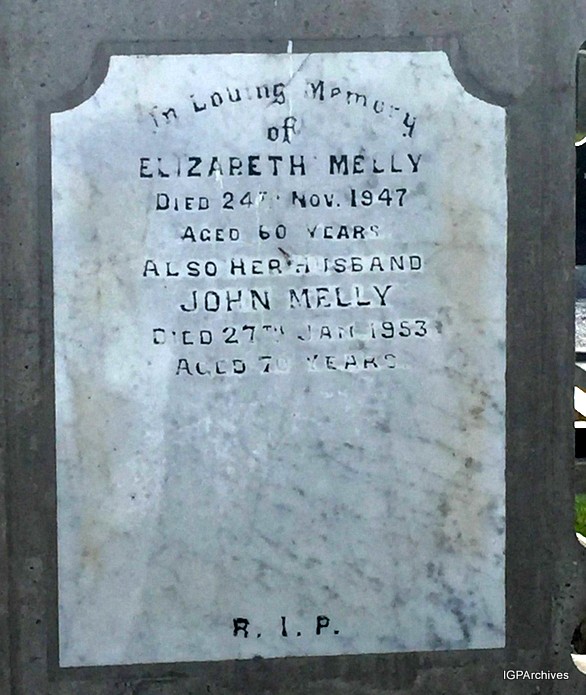 In Loving Memory
of
ELIZABETH MELLY
DIED 24TH NOV. 1947
AGED 60 YEARS
ALSO HER HUSBAND
JOHN MELLY
DIED 27TH JAN 1953
AGED YEARS
R. I. P.
IGPArchives